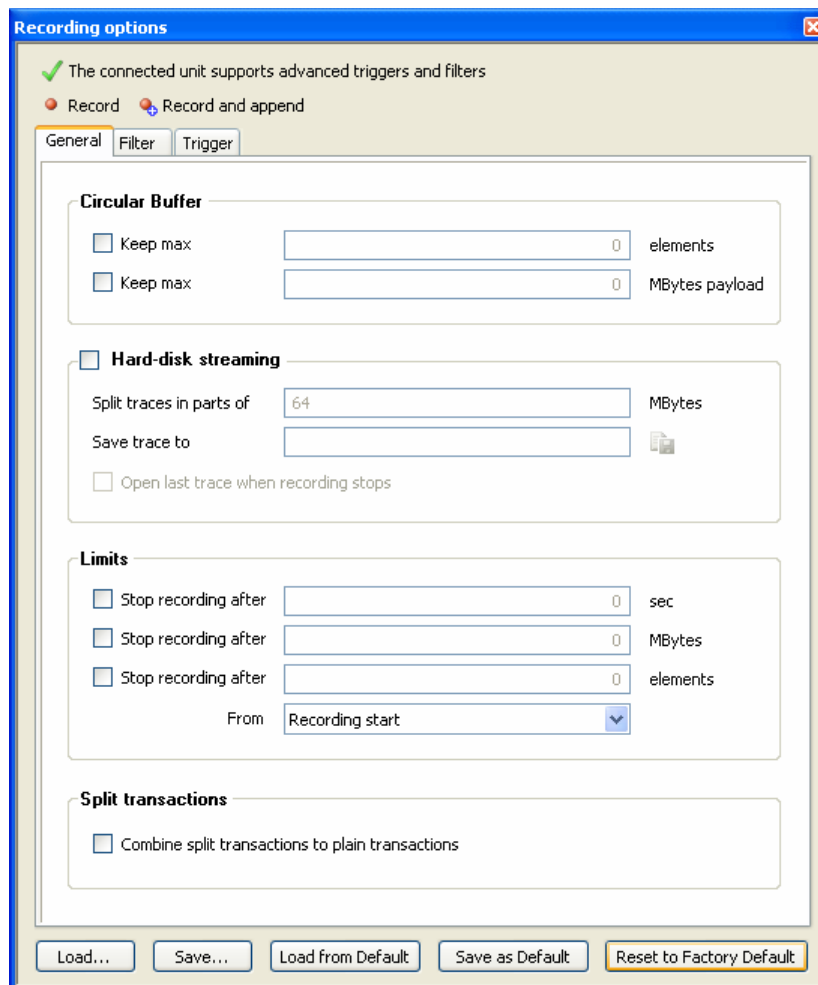 Recording options
The connected unit supports advanced triggers and filters
Record Record and append
General Filter Trigger
Circular Buffer
Keep max 0 elements
Keep max 0 MBytes payload
Hard-disk streaming
Split traces in parts of 64 MBytes
Save trace to
Open last trace when recording stops
Limits
Stop recording after 0 sec
Stop recording after 0 MBytes
Stop recording after 0 elements
From Recording start
Split transactions
Combine split transactions to plain transactions
Load... Save... Load from Default Save as Default Reset to Factory Default